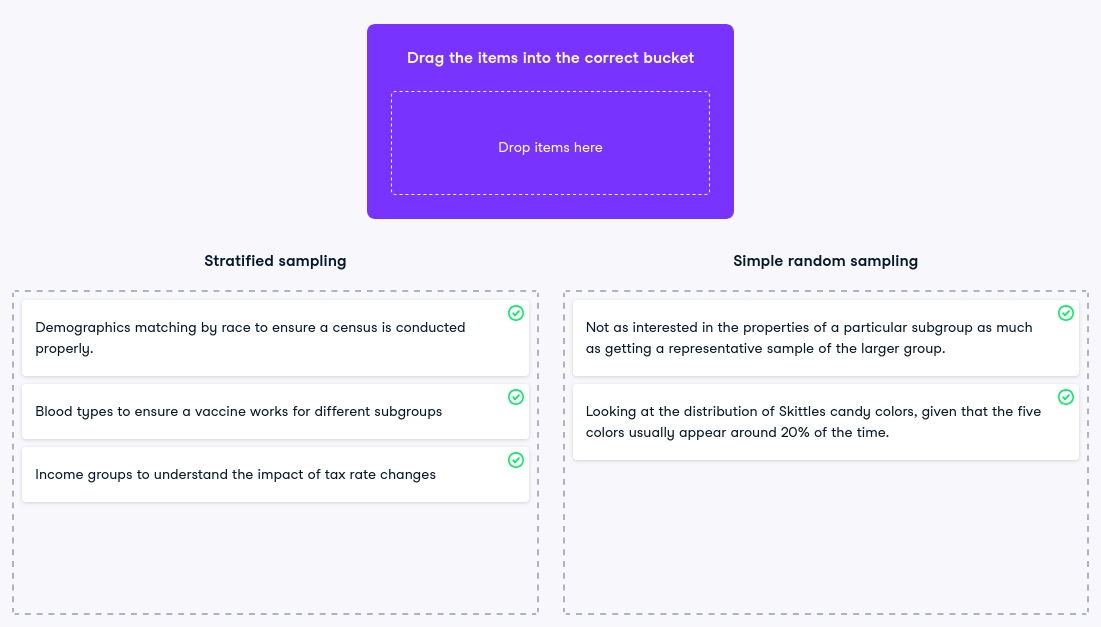 Drag the items into the correct bucket
Drop items here
Stratified sampling
Demographics matching by race to ensure a census is conducted
properly.
Blood types to ensure a vaccine works for different subgroups
Income groups to understand the impact of tax rate changes
Simple random sampling
Not as interested in the properties of a particular subgroup as much
as getting a representative sample of the larger group.
Looking at the distribution of Skittles candy colors, given that the five
colors usually appear around 20% of the time.